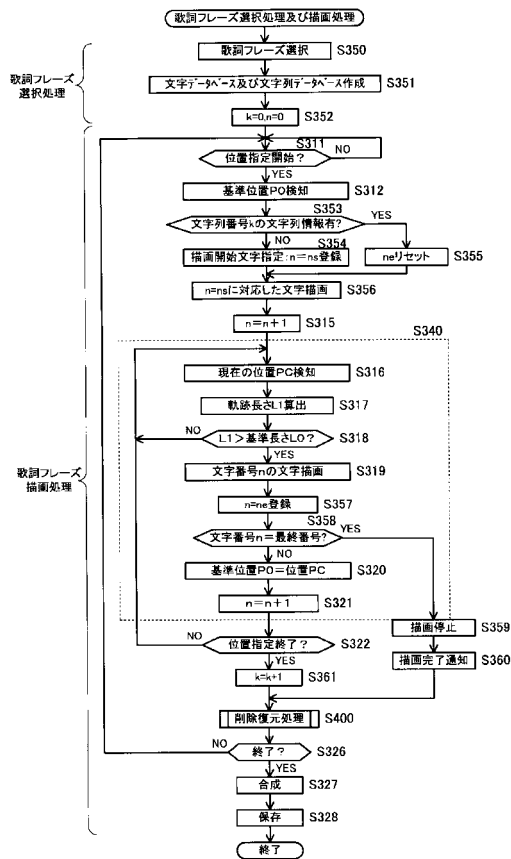 歌詞フレーズ選択処理及び描画処理
歌詞フレーズ選択 S350
歌詞フレーズ
選択処理
文字データベース及び文字列データベース作成 S351
k=0,n=0 S352
S311
位置指定開始? NO
YES
基準位置P0検知 S312
S353
文字列番号kの文字列情報有? YES
NO S354
描画開始文字指定:n=ns登録 neリセット S355
n=nsに対応した文字描画 S356
n=n+1 S315
S340
現在の位置PC検知 S316
軌跡長さL1算出 S317
NO L1>基準長さL0? S318
YES
文字番号nの文字描画 S319
歌詞フレーズ
描画処理
n=ne登録 S357
S358
文字番号n=最終番号? YES
NO
基準位置P0=位置PC S320
n=n+1 S321
描画停止 S359
NO 位置指定終了? S322
YES
描画完了通知 S360
k=k+1 S361
削除復元処理 S400
NO 終了? S326
YES
合成 S327
保存 S328
終了